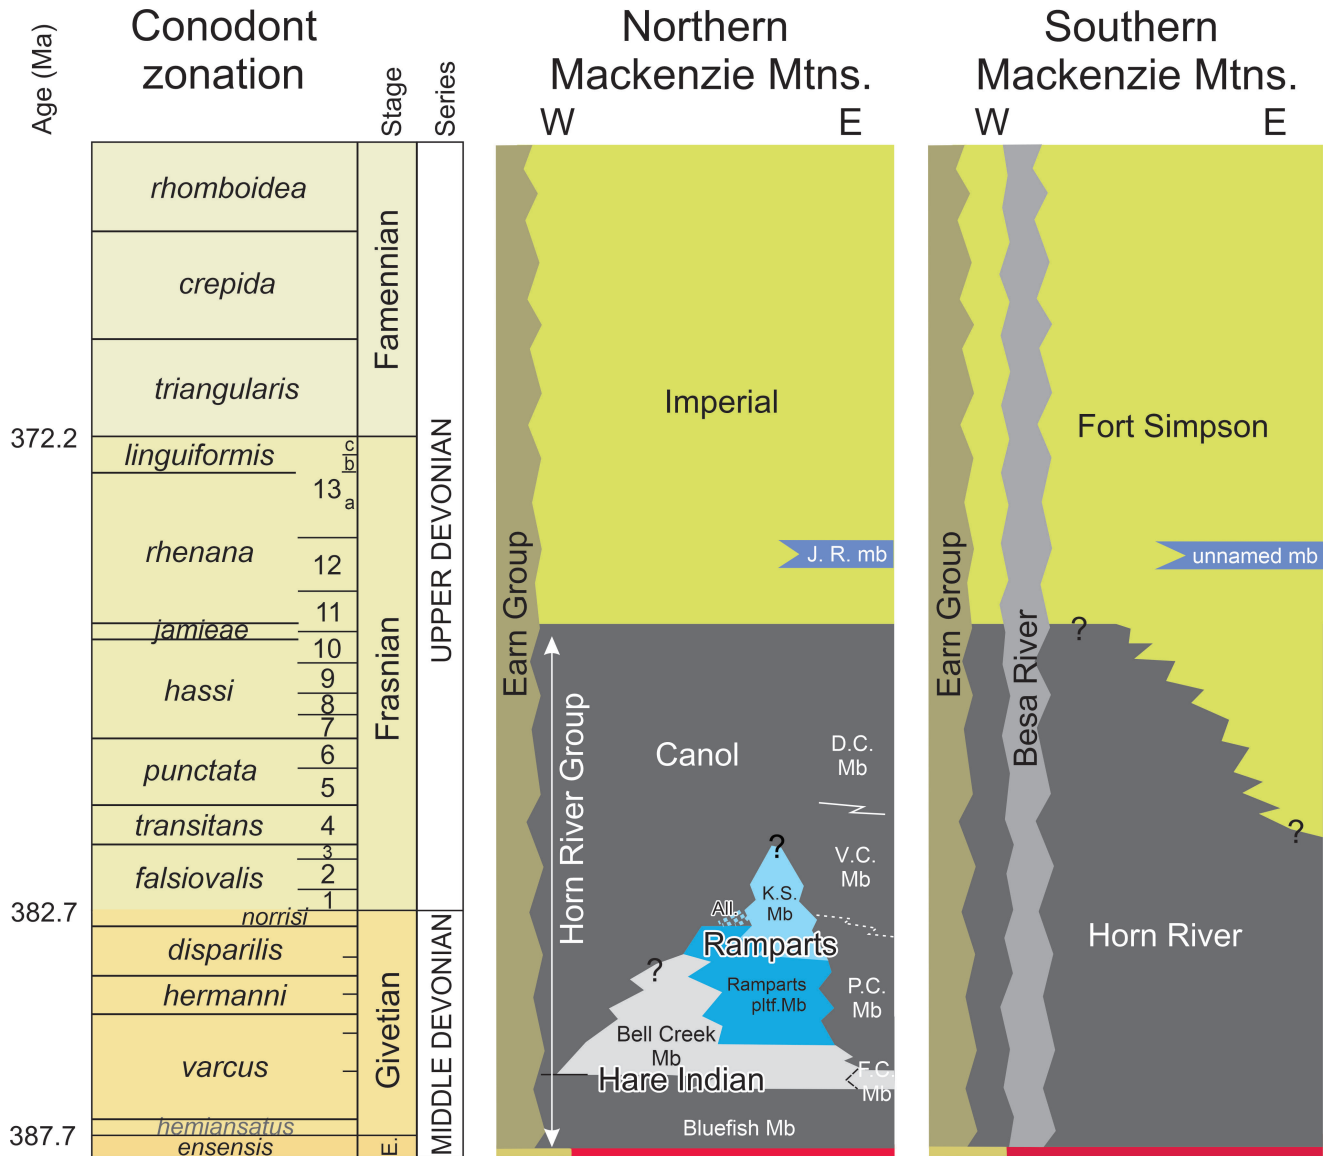 Age (Ma)
Conodont
zonation
Stage
Series
Northern
Mackenzie Mtns.
W
E
Southern
Mackenzie Mtns.
W
E
rhomboidea
crepida
triangularis
372.2
linguiformis
c
b
13
a
rhenana
12
11
jamieae
10
hassi
9
8
7
punctata
6
5
transitans
4
falsiovalis
3
2
1
382.7
norrisi
disparilis
hermanni
varcus
hemiansatus
387.7
ensensis
Famennian
Frasnian
Givetian
E.
UPPER DEVONIAN
MIDDLE DEVONIAN
Earn Group
Imperial
J. R. mb
Horn River Group
Canol
D.C.
Mb
?
V.C.
Mb
K.S.
Mb
All.
Ramparts
?
Ramparts
pltf.Mb
P.C.
Mb
Bell Creek
Mb
F.C.
Mb
Hare Indian
Bluefish Mb
Earn Group
Besa River
Fort Simpson
unnamed mb
?
?
Horn River